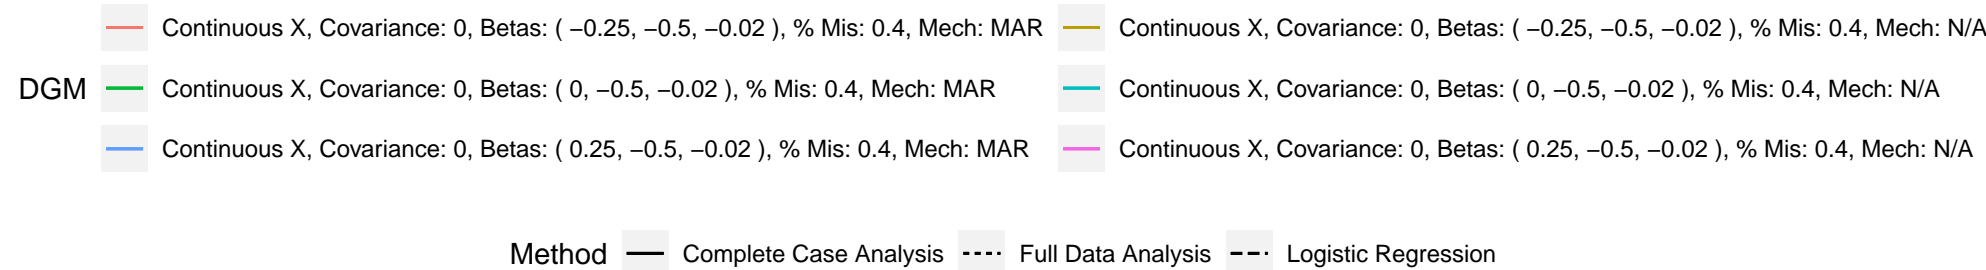 Continuous X, Covariance: 0, Betas: ( −0.25, −0.5, −0.02 ), % Mis: 0.4, Mech: MAR Continuous X, Covariance: 0, Betas: ( −0.25, −0.5, −0.02 ), % Mis: 0.4, Mech: N/A
DGM Continuous X, Covariance: 0, Betas: ( 0, −0.5, −0.02 ), % Mis: 0.4, Mech: MAR Continuous X, Covariance: 0, Betas: ( 0, −0.5, −0.02 ), % Mis: 0.4, Mech: N/A
Continuous X, Covariance: 0, Betas: ( 0.25, −0.5, −0.02 ), % Mis: 0.4, Mech: MAR Continuous X, Covariance: 0, Betas: ( 0.25, −0.5, −0.02 ), % Mis: 0.4, Mech: N/A
Method Complete Case Analysis Full Data Analysis Logistic Regression